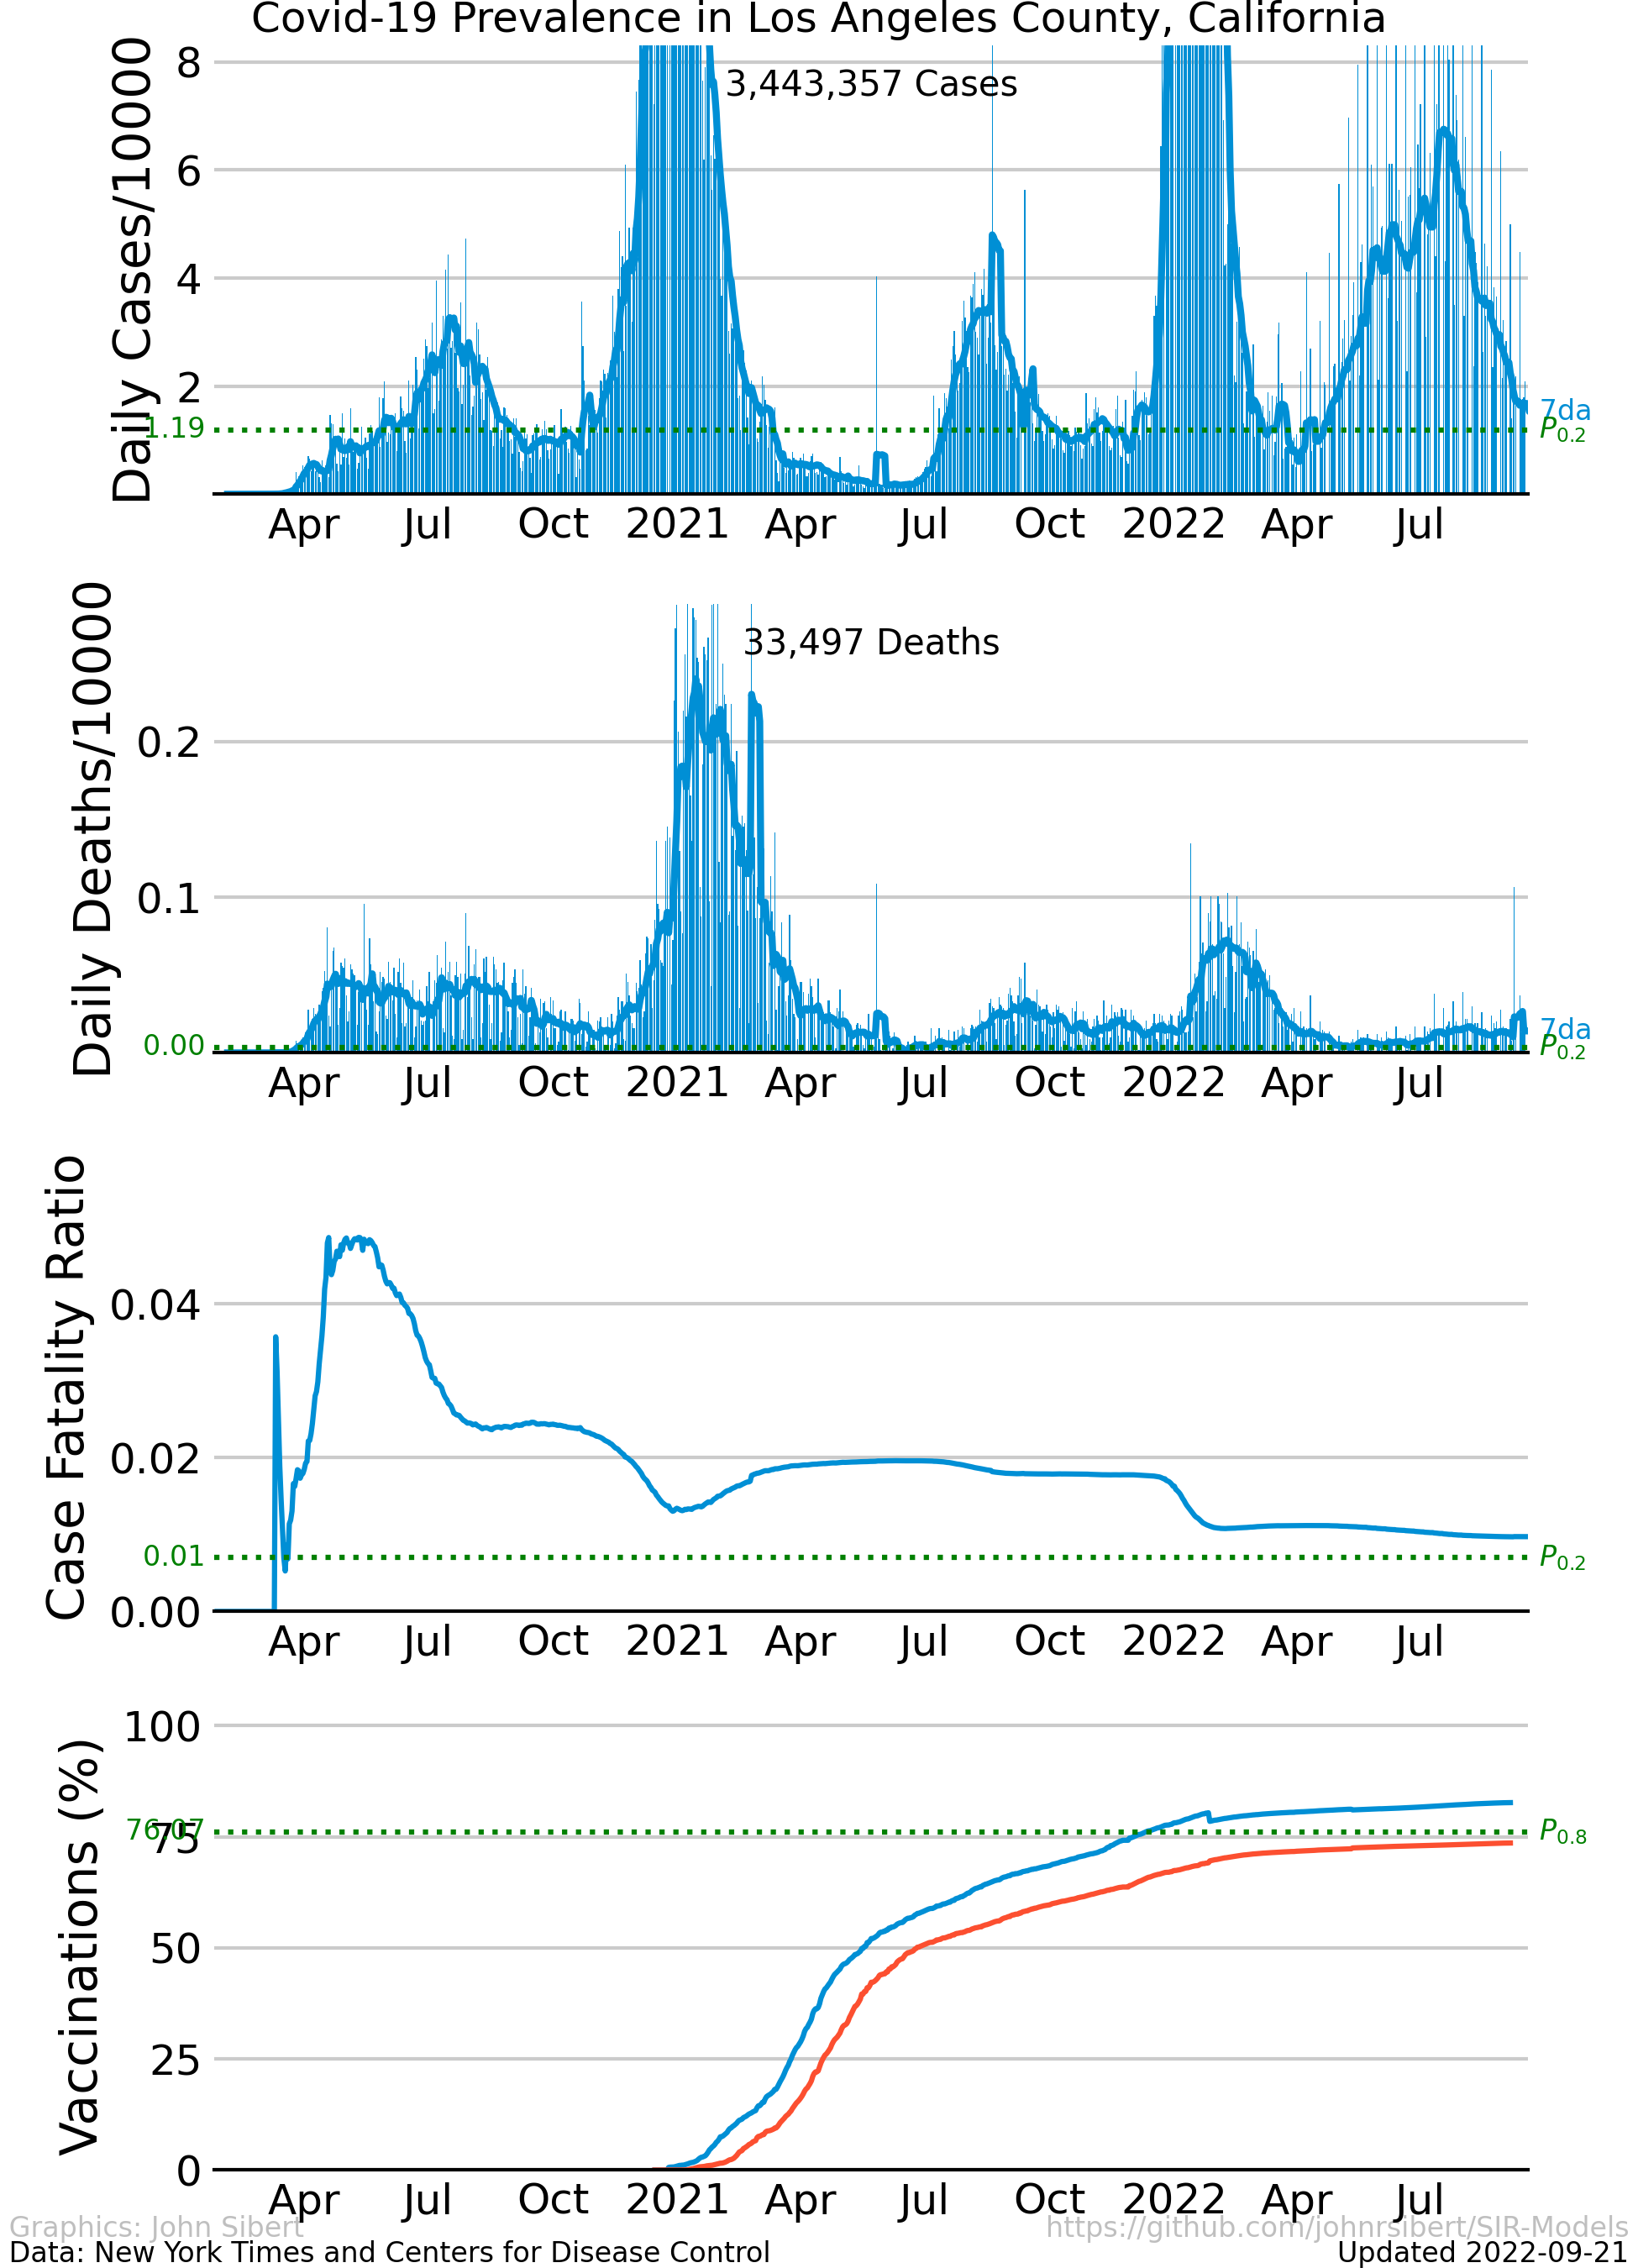 Covid-19 Prevalence in Los Angeles County, California
Daily Cases/10000
8
6
4
2
1.19
3,443,357 Cases
7da
P0.2
Apr Jul Oct 2021 Apr Jul Oct 2022 Apr Jul
Daily Deaths/10000
0.2
0.1
0.00
33,497 Deaths
7da
P0.2
Apr Jul Oct 2021 Apr Jul Oct 2022 Apr Jul
Case Fatality Ratio
0.04
0.02
0.01
0.00
P0.2
Apr Jul Oct 2021 Apr Jul Oct 2022 Apr Jul
Vaccinations (%)
100
76.07
75
50
25
0
P0.8
Apr Jul Oct 2021 Apr Jul Oct 2022 Apr Jul
Graphics: John Sibert https://github.com/johnrsibert/SIR-Models
Data: New York Times and Centers for Disease Control Updated 2022-09-21